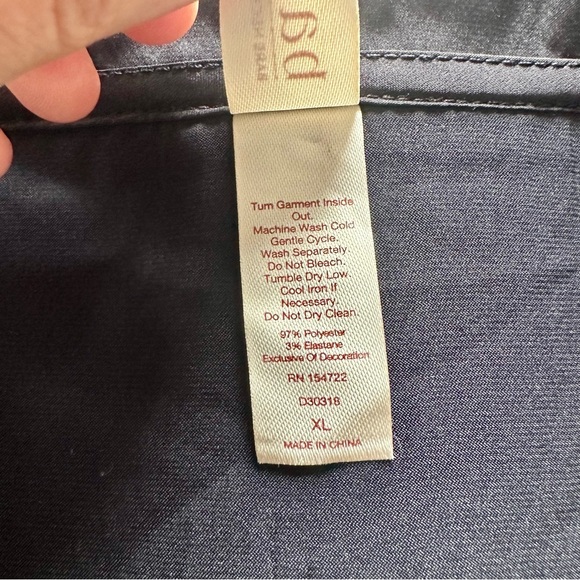 pg
Turn Garment Inside
Out.
Machine Wash Cold
Gentle Cycle.
Wash Separately.
Do Not Bleach.
Tumble Dry Low.
Cool Iron If
Necessary.
Do Not Dry Clean.
97% Polyester
3% Elastane
Exclusive Of Decoration
RN 154722
D30316
XL
MADE IN CHINA